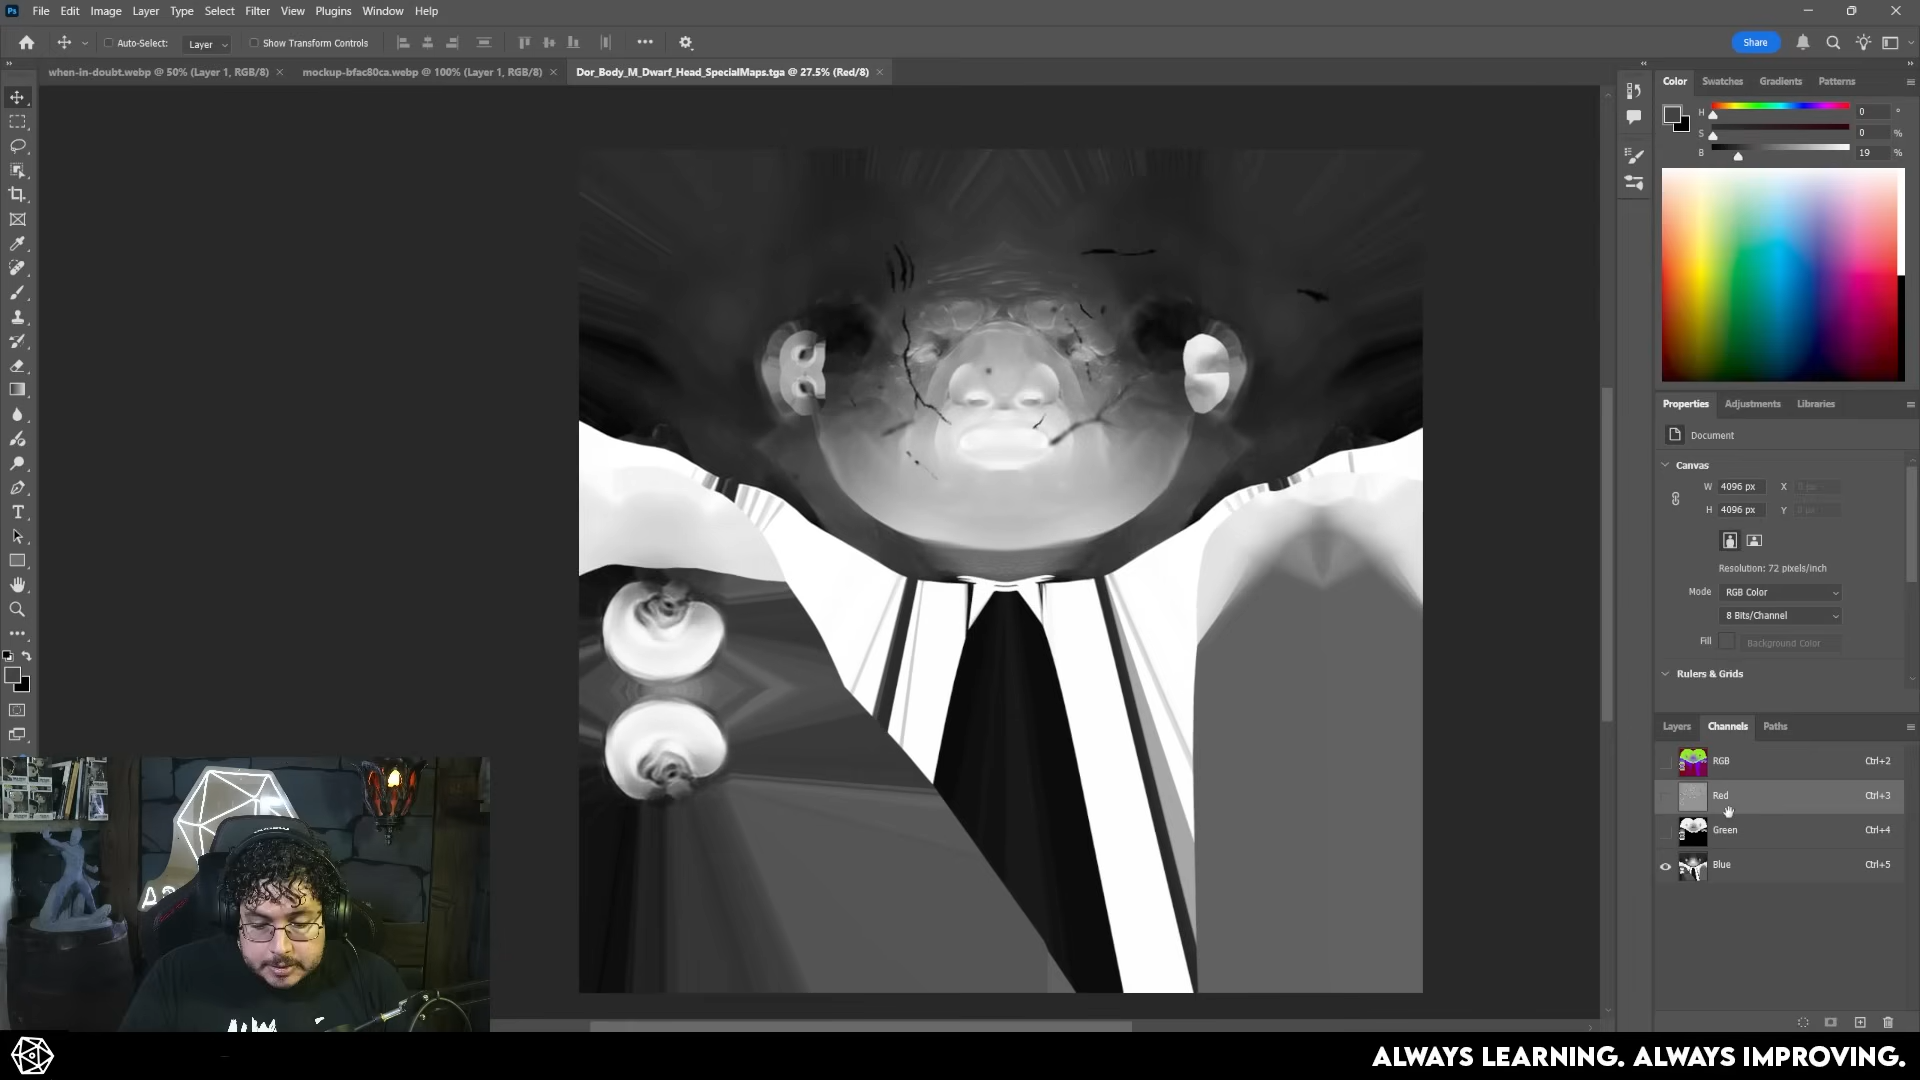 Ps File Edit Image Layer Type Select Filter View Plugins Window Help
Auto-Select: Layer Show Transform Controls Share
when-in-doubt.webp @ 50% (Layer 1, RGB/8) mockup-bfac80ca.webp @ 100% (Layer 1, RGB/8) Dor_Body_M_Dwarf_Head_SpecialMaps.tga @ 27.5% (Red/8)
Color Swatches Gradients Patterns
H 0 °
S 0 %
B 19 %
Properties Adjustments Libraries
Document
Canvas
W 4096 px X
H 4096 px Y
Resolution: 72 pixels/inch
Mode RGB Color
8 Bits/Channel
Fill Background Color
Rulers & Grids
Layers Channels Paths
RGB Ctrl+2
Red Ctrl+3
Green Ctrl+4
Blue Ctrl+5
ALWAYS LEARNING. ALWAYS IMPROVING.